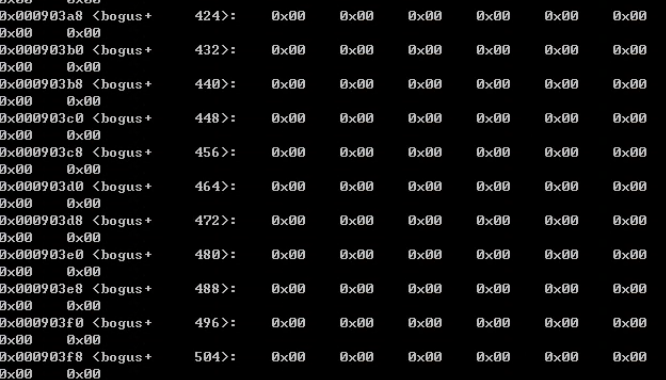 0x00 0x00
0x000903a8 <bogus+ 424>: 0x00 0x00 0x00 0x00 0x00 0x00
0x00 0x00
0x000903b0 <bogus+ 432>: 0x00 0x00 0x00 0x00 0x00 0x00
0x00 0x00
0x000903b8 <bogus+ 440>: 0x00 0x00 0x00 0x00 0x00 0x00
0x00 0x00
0x000903c0 <bogus+ 448>: 0x00 0x00 0x00 0x00 0x00 0x00
0x00 0x00
0x000903c8 <bogus+ 456>: 0x00 0x00 0x00 0x00 0x00 0x00
0x00 0x00
0x000903d0 <bogus+ 464>: 0x00 0x00 0x00 0x00 0x00 0x00
0x00 0x00
0x000903d8 <bogus+ 472>: 0x00 0x00 0x00 0x00 0x00 0x00
0x00 0x00
0x000903e0 <bogus+ 480>: 0x00 0x00 0x00 0x00 0x00 0x00
0x00 0x00
0x000903e8 <bogus+ 488>: 0x00 0x00 0x00 0x00 0x00 0x00
0x00 0x00
0x000903f0 <bogus+ 496>: 0x00 0x00 0x00 0x00 0x00 0x00
0x00 0x00
0x000903f8 <bogus+ 504>: 0x00 0x00 0x00 0x00 0x00 0x00
0x00 0x00